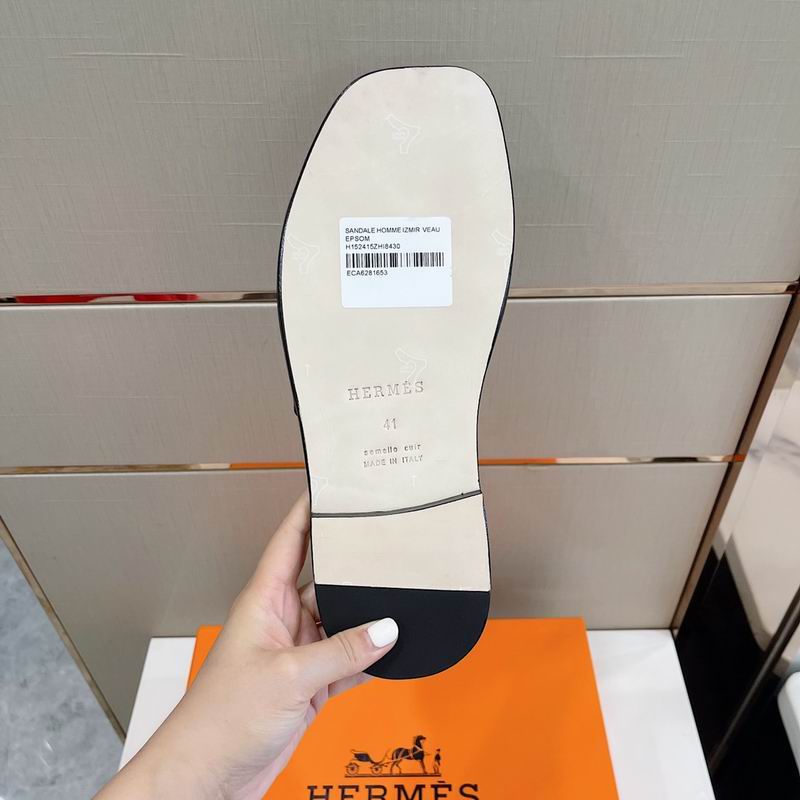 SANDALE HOMME IZMIR VEAU
EPSOM
H152415ZHI8430
ECA6281653
HERMÈS
41
semelle cuir
MADE IN ITALY
HERMÈS